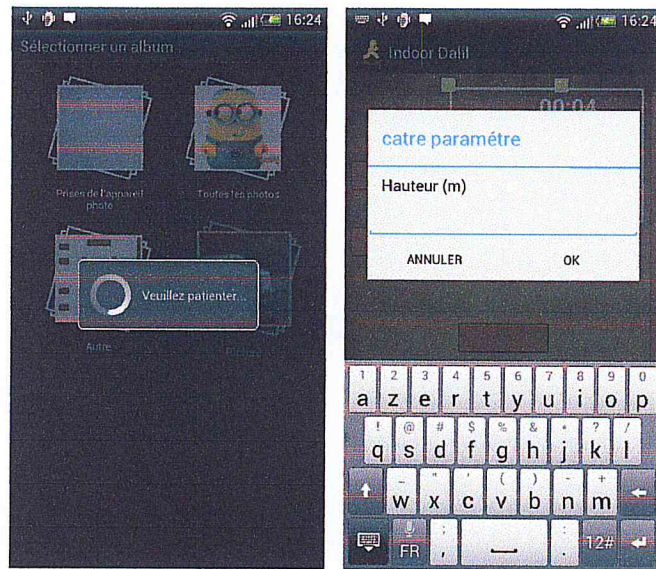 16:24
Sélectionner un album
Prises de l'appareil
photo
Toutes les photos
Veuillez patienter...
Autre
16:24
Indoor Dalil
00:04
catre paramétre
Hauteur (m)
ANNULER OK
1 2 3 4 5 6 7 8 9 0
a z e r t y u i o p
! @ # $ % & * ? /
q s d f g h j k l
_ " ' ( ) - +
w x c v b n m
FR , : . 12#